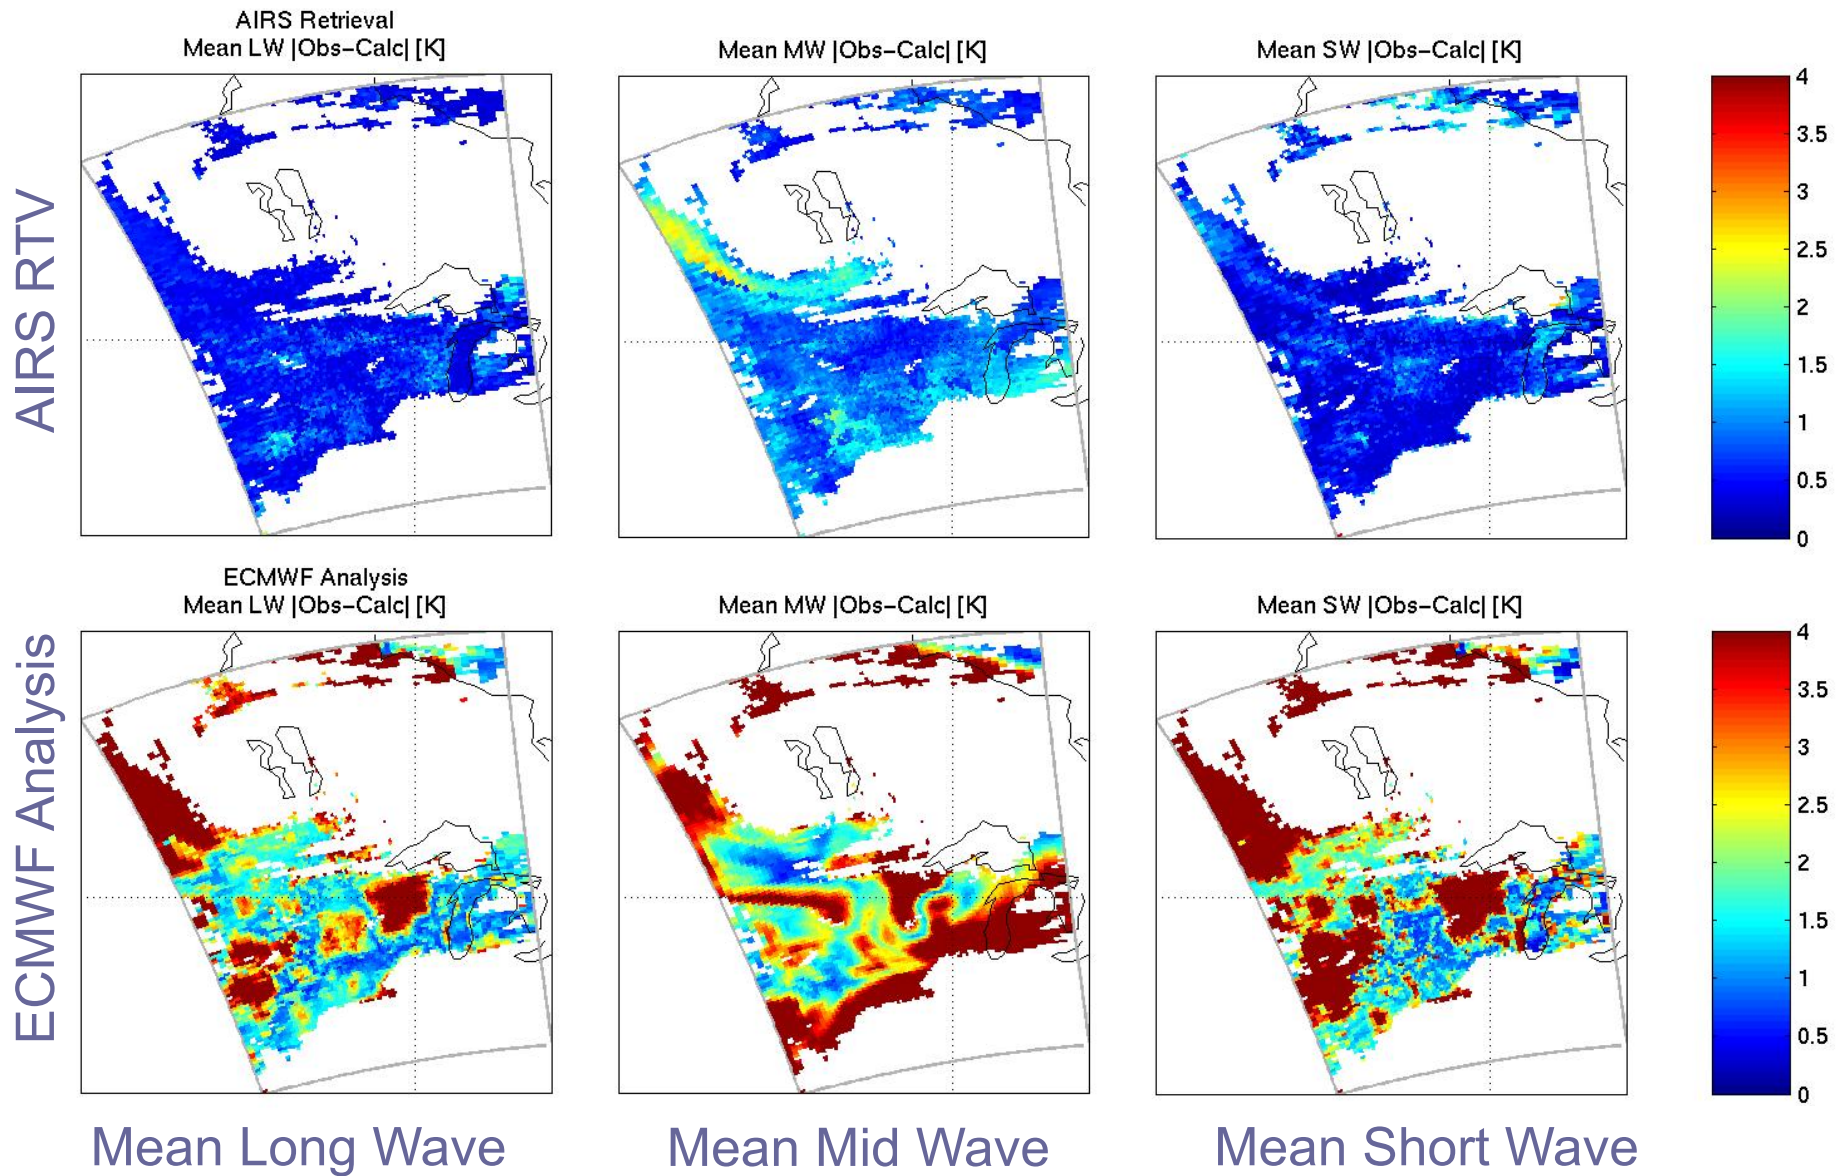 AIRS Retrieval
Mean LW |Obs-Calc| [K]
Mean MW |Obs-Calc| [K]
Mean SW |Obs-Calc| [K]
AIRS RTV
4
3.5
3
2.5
2
1.5
1
0.5
0
ECMWF Analysis
Mean LW |Obs-Calc| [K]
Mean MW |Obs-Calc| [K]
Mean SW |Obs-Calc| [K]
ECMWF Analysis
4
3.5
3
2.5
2
1.5
1
0.5
0
Mean Long Wave
Mean Mid Wave
Mean Short Wave